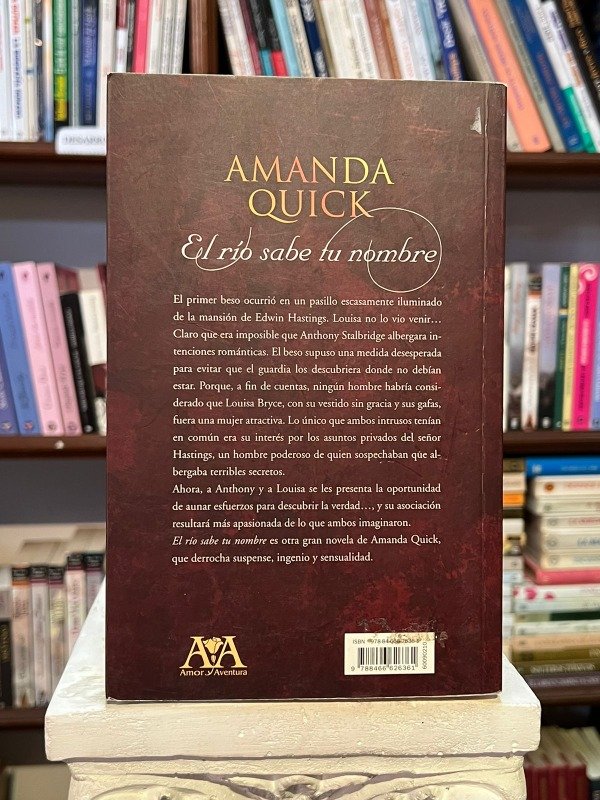 AMANDA
QUICK
El río sabe tu nombre
El primer beso ocurrió en un pasillo escasamente iluminado
de la mansión de Edwin Hastings. Louisa no lo vio venir...
Claro que era imposible que Anthony Stalbridge albergara in-
tenciones románticas. El beso supuso una medida desesperada
para evitar que el guardia los descubriera donde no debían
estar. Porque, a fin de cuentas, ningún hombre habría consi-
derado que Louisa Bryce, con su vestido sin gracia y sus gafas,
fuera una mujer atractiva. Lo único que ambos intrusos tenían
en común era su interés por los asuntos privados del señor
Hastings, un hombre poderoso de quien sospechaban que al-
bergaba terribles secretos.
Ahora, a Anthony y a Louisa se les presenta la oportunidad
de aunar esfuerzos para descubrir la verdad..., y su asociación
resultará más apasionada de lo que ambos imaginaron.
El río sabe tu nombre es otra gran novela de Amanda Quick,
que derrocha suspense, ingenio y sensualidad.
AA
Amor y Aventura
9 788466 626361